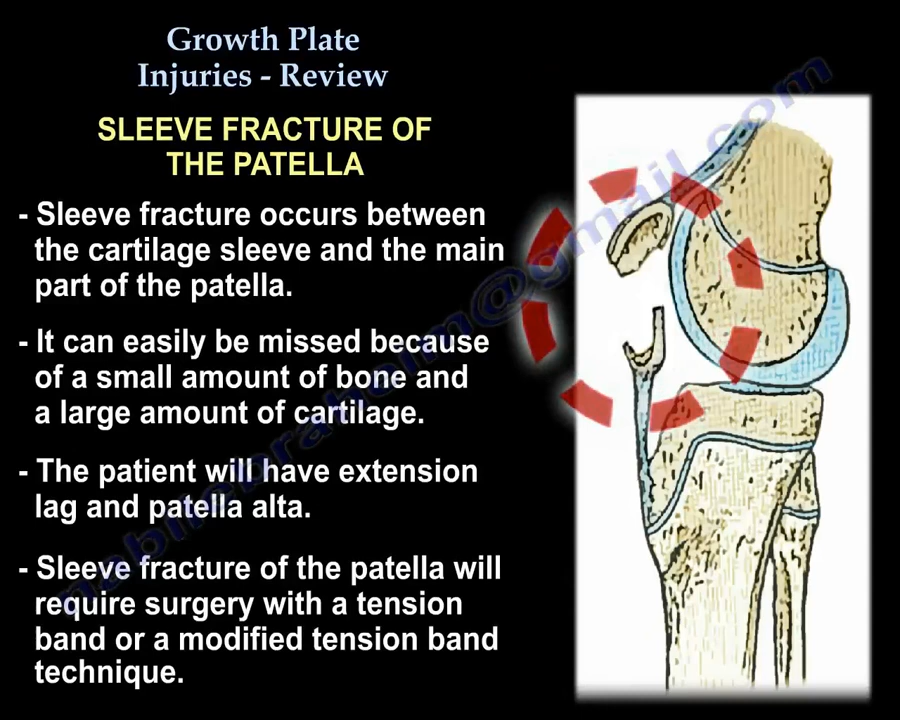 Growth Plate
Injuries - Review
SLEEVE FRACTURE OF
THE PATELLA
- Sleeve fracture occurs between
the cartilage sleeve and the main
part of the patella.
- It can easily be missed because
of a small amount of bone and
a large amount of cartilage.
- The patient will have extension
lag and patella alta.
- Sleeve fracture of the patella will
require surgery with a tension
band or a modified tension band
technique.
nabilebraheim@gmail.com